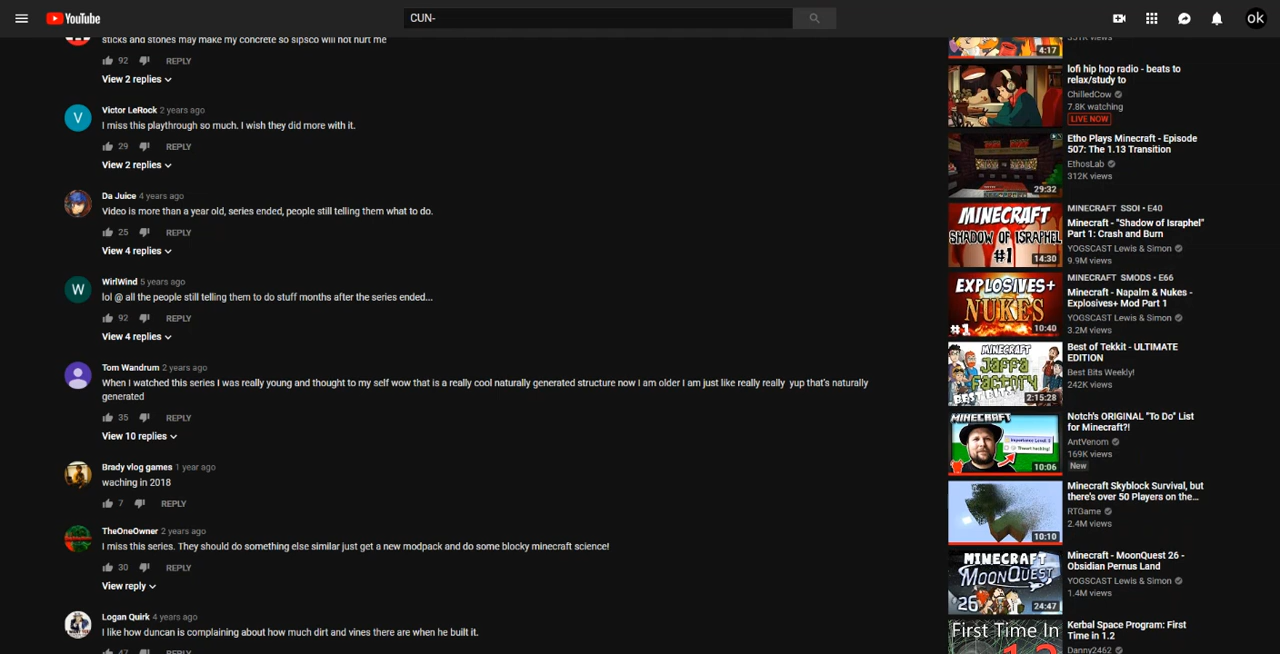 YouTube
CUN-
ok
sticks and stones may make my concrete so sipsco will not hurt me
92 REPLY
View 2 replies
V
Victor LeRock 2 years ago
I miss this playthrough so much. I wish they did more with it.
29 REPLY
View 2 replies
Da Juice 4 years ago
Video is more than a year old, series ended, people still telling them what to do.
25 REPLY
View 4 replies
W
WirlWind 5 years ago
lol @ all the people still telling them to do stuff months after the series ended...
92 REPLY
View 4 replies
Tom Wandrum 2 years ago
When I watched this series I was really young and thought to my self wow that is a really cool naturally generated structure now I am older I am just like really really yup that's naturally
generated
35 REPLY
View 10 replies
Brady vlog games 1 year ago
waching in 2018
7 REPLY
TheOneOwner 2 years ago
I miss this series. They should do something else similar just get a new modpack and do some blocky minecraft science!
30 REPLY
View reply
Logan Quirk 4 years ago
I like how duncan is complaining about how much dirt and vines there are when he built it.
47 REPLY
4:17
lofi hip hop radio - beats to
relax/study to
ChilledCow
7.8K watching
LIVE NOW
29:32
Etho Plays Minecraft - Episode
507: The 1.13 Transition
EthosLab
312K views
MINECRAFT
SHADOW OF ISRAPHEL
#1
14:30
MINECRAFT SSOI • E40
Minecraft - "Shadow of Israphel"
Part 1: Crash and Burn
YOGSCAST Lewis & Simon
9.9M views
EXPLOSIVES+
NUKES
#1
10:40
MINECRAFT SMODS • E66
Minecraft - Napalm & Nukes -
Explosives+ Mod Part 1
YOGSCAST Lewis & Simon
3.2M views
MINECRAFT
JAFFA
FACTORY
BEST BITS
2:15:28
Best of Tekkit - ULTIMATE
EDITION
Best Bits Weekly!
242K views
MINECRAFT
10:06
Notch's ORIGINAL "To Do" List
for Minecraft?!
AntVenom
169K views
New
10:10
Minecraft Skyblock Survival, but
there's over 50 Players on the...
RTGame
2.4M views
MINECRAFT
MOONQUEST
26
24:47
Minecraft - MoonQuest 26 -
Obsidian Pernus Land
YOGSCAST Lewis & Simon
1.4M views
First Time In
1.2
Kerbal Space Program: First
Time in 1.2
Danny2462